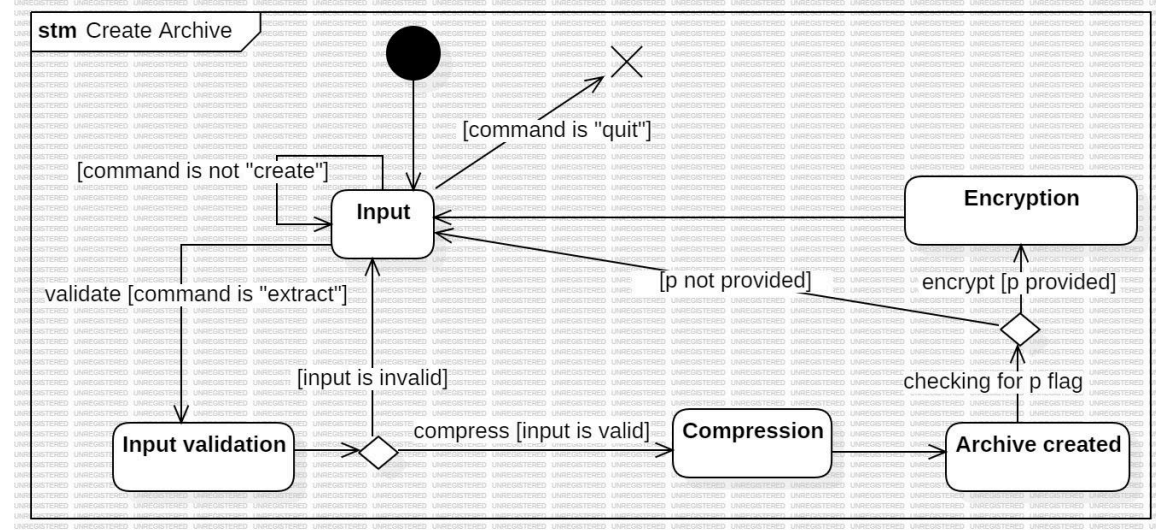 stm Create Archive
[command is "quit"]
[command is not "create"]
Input
Encryption
validate [command is "extract"]
[p not provided]
encrypt [p provided]
[input is invalid]
checking for p flag
Input validation
compress [input is valid]
Compression
Archive created
UNREGISTERED